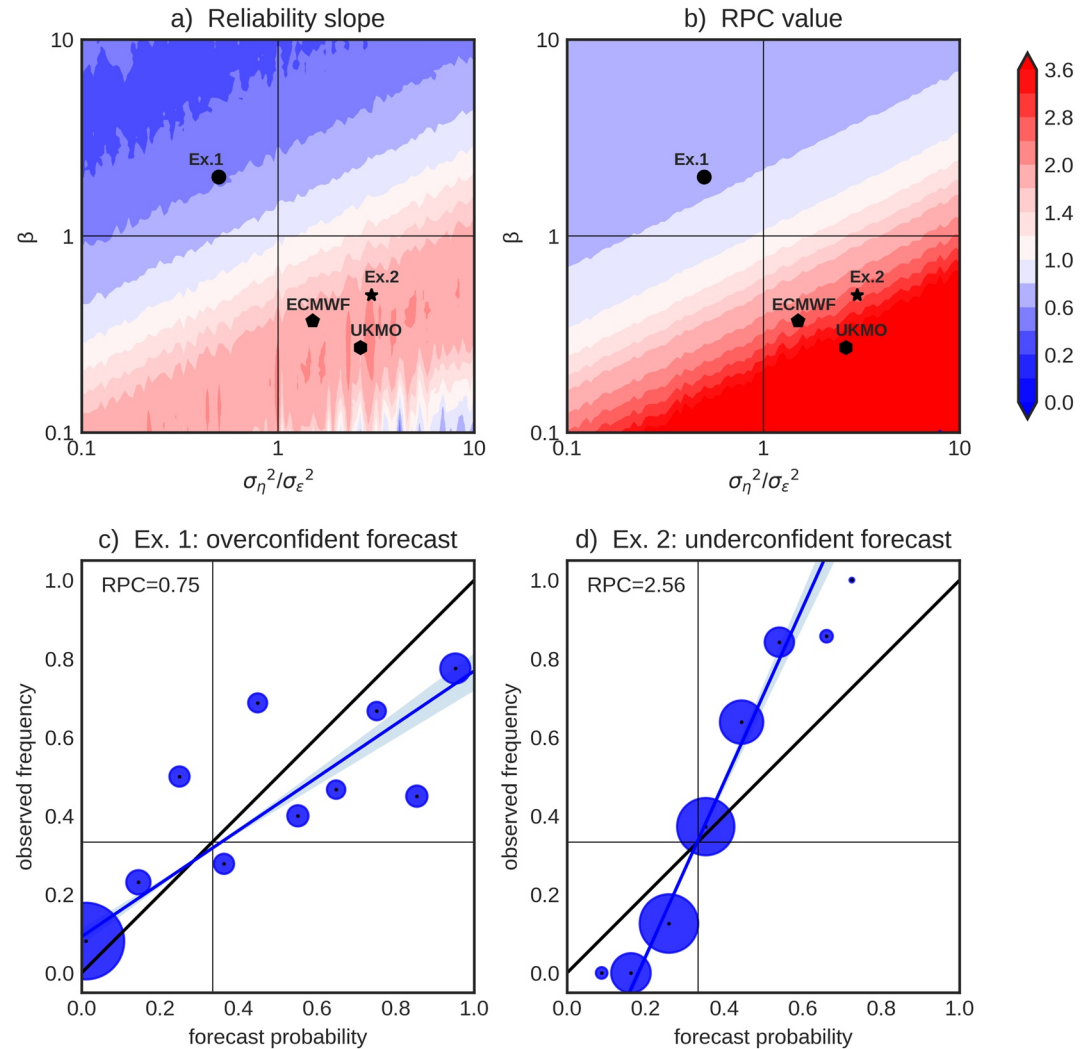 a) Reliability slope
b) RPC value
10
1
0.1
β
Ex.1
Ex.2
ECMWF
UKMO
0.1
1
10
ση²/σε²
10
1
0.1
β
Ex.1
Ex.2
ECMWF
UKMO
0.1
1
10
ση²/σε²
3.6
2.8
2.0
1.4
1.0
0.6
0.2
0.0
c) Ex. 1: overconfident forecast
RPC=0.75
1.0
0.8
0.6
0.4
0.2
0.0
observed frequency
0.0
0.2
0.4
0.6
0.8
1.0
forecast probability
d) Ex. 2: underconfident forecast
RPC=2.56
1.0
0.8
0.6
0.4
0.2
0.0
observed frequency
0.0
0.2
0.4
0.6
0.8
1.0
forecast probability